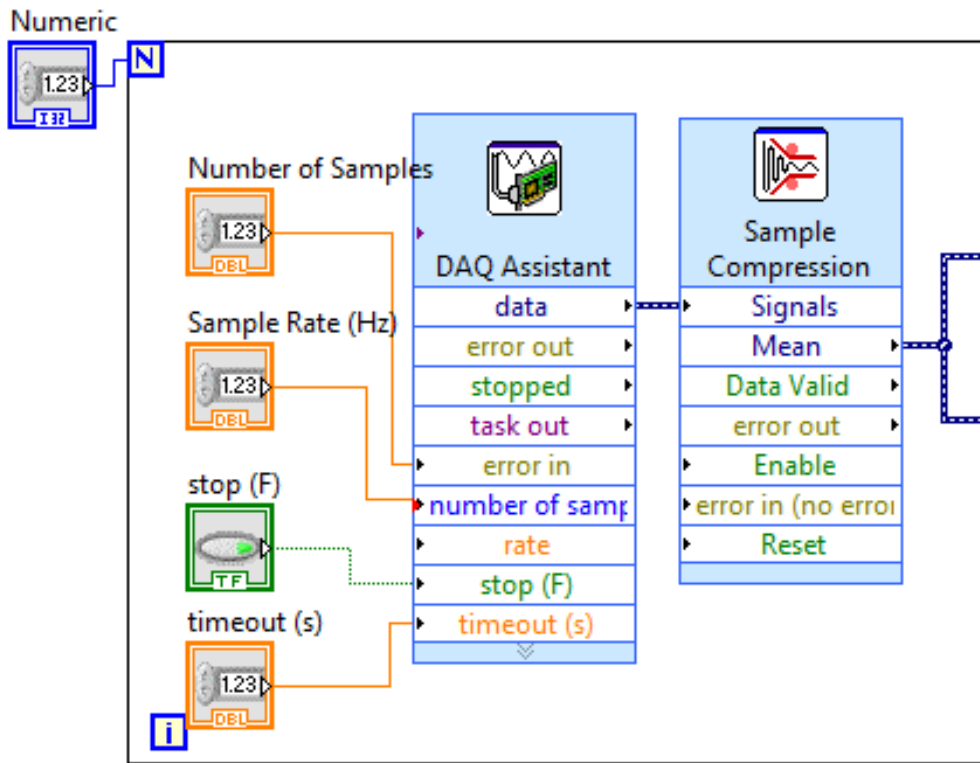 Numeric
1.23
I32
N
Number of Samples
1.23
DBL
Sample Rate (Hz)
1.23
DBL
stop (F)
TF
timeout (s)
1.23
DBL
i
DAQ Assistant
data
error out
stopped
task out
error in
number of samp
rate
stop (F)
timeout (s)
Sample
Compression
Signals
Mean
Data Valid
error out
Enable
error in (no error
Reset